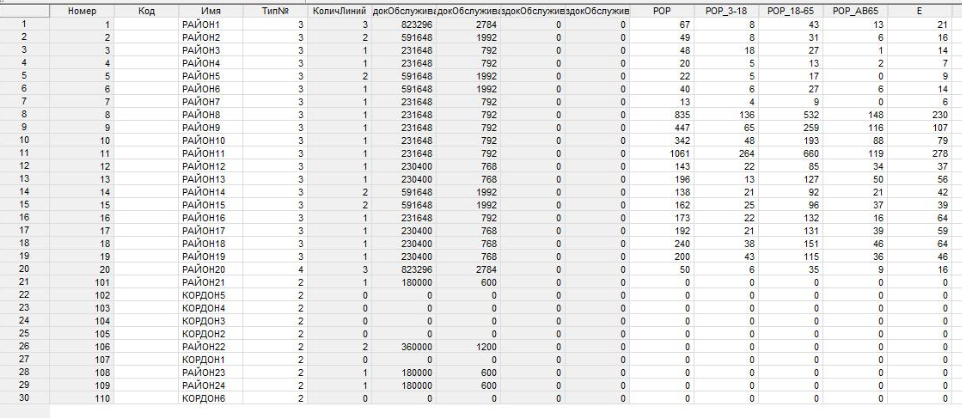 Номер Код Имя Тип№ КоличЛиний цокОбслужива цокОбслужива здокОбслужив здокОбслужив POP POP_3-18 POP_18-65 POP_AB65 E
1 1 РАЙОН1 3 3 823296 2784 0 0 67 8 43 13 21
2 2 РАЙОН2 3 2 591648 1992 0 0 49 8 31 6 16
3 3 РАЙОН3 3 1 231648 792 0 0 48 18 27 1 14
4 4 РАЙОН4 3 1 231648 792 0 0 20 5 13 2 7
5 5 РАЙОН5 3 2 591648 1992 0 0 22 5 17 0 9
6 6 РАЙОН6 3 1 591648 1992 0 0 40 6 27 6 14
7 7 РАЙОН7 3 1 231648 792 0 0 13 4 9 0 6
8 8 РАЙОН8 3 1 231648 792 0 0 835 136 532 148 230
9 9 РАЙОН9 3 1 231648 792 0 0 447 65 259 116 107
10 10 РАЙОН10 3 1 231648 792 0 0 342 48 193 88 79
11 11 РАЙОН11 3 1 231648 792 0 0 1061 264 660 119 278
12 12 РАЙОН12 3 1 230400 768 0 0 143 22 85 34 37
13 13 РАЙОН13 3 1 230400 768 0 0 196 13 127 50 56
14 14 РАЙОН14 3 2 591648 1992 0 0 138 21 92 21 42
15 15 РАЙОН15 3 2 591648 1992 0 0 162 25 96 37 39
16 16 РАЙОН16 3 1 231648 792 0 0 173 22 132 16 64
17 17 РАЙОН17 3 1 230400 768 0 0 192 21 131 39 59
18 18 РАЙОН18 3 1 230400 768 0 0 240 38 151 46 64
19 19 РАЙОН19 3 1 230400 768 0 0 200 43 115 36 46
20 20 РАЙОН20 4 3 823296 2784 0 0 50 6 35 9 16
21 101 РАЙОН21 2 1 180000 600 0 0 0 0 0 0 0
22 102 КОРДОН5 2 0 0 0 0 0 0 0 0 0 0
23 103 КОРДОН4 2 0 0 0 0 0 0 0 0 0 0
24 104 КОРДОН3 2 0 0 0 0 0 0 0 0 0 0
25 105 КОРДОН2 2 0 0 0 0 0 0 0 0 0 0
26 106 РАЙОН22 2 2 360000 1200 0 0 0 0 0 0 0
27 107 КОРДОН1 2 0 0 0 0 0 0 0 0 0 0
28 108 РАЙОН23 2 1 180000 600 0 0 0 0 0 0 0
29 109 РАЙОН24 2 1 180000 600 0 0 0 0 0 0 0
30 110 КОРДОН6 2 0 0 0 0 0 0 0 0 0 0